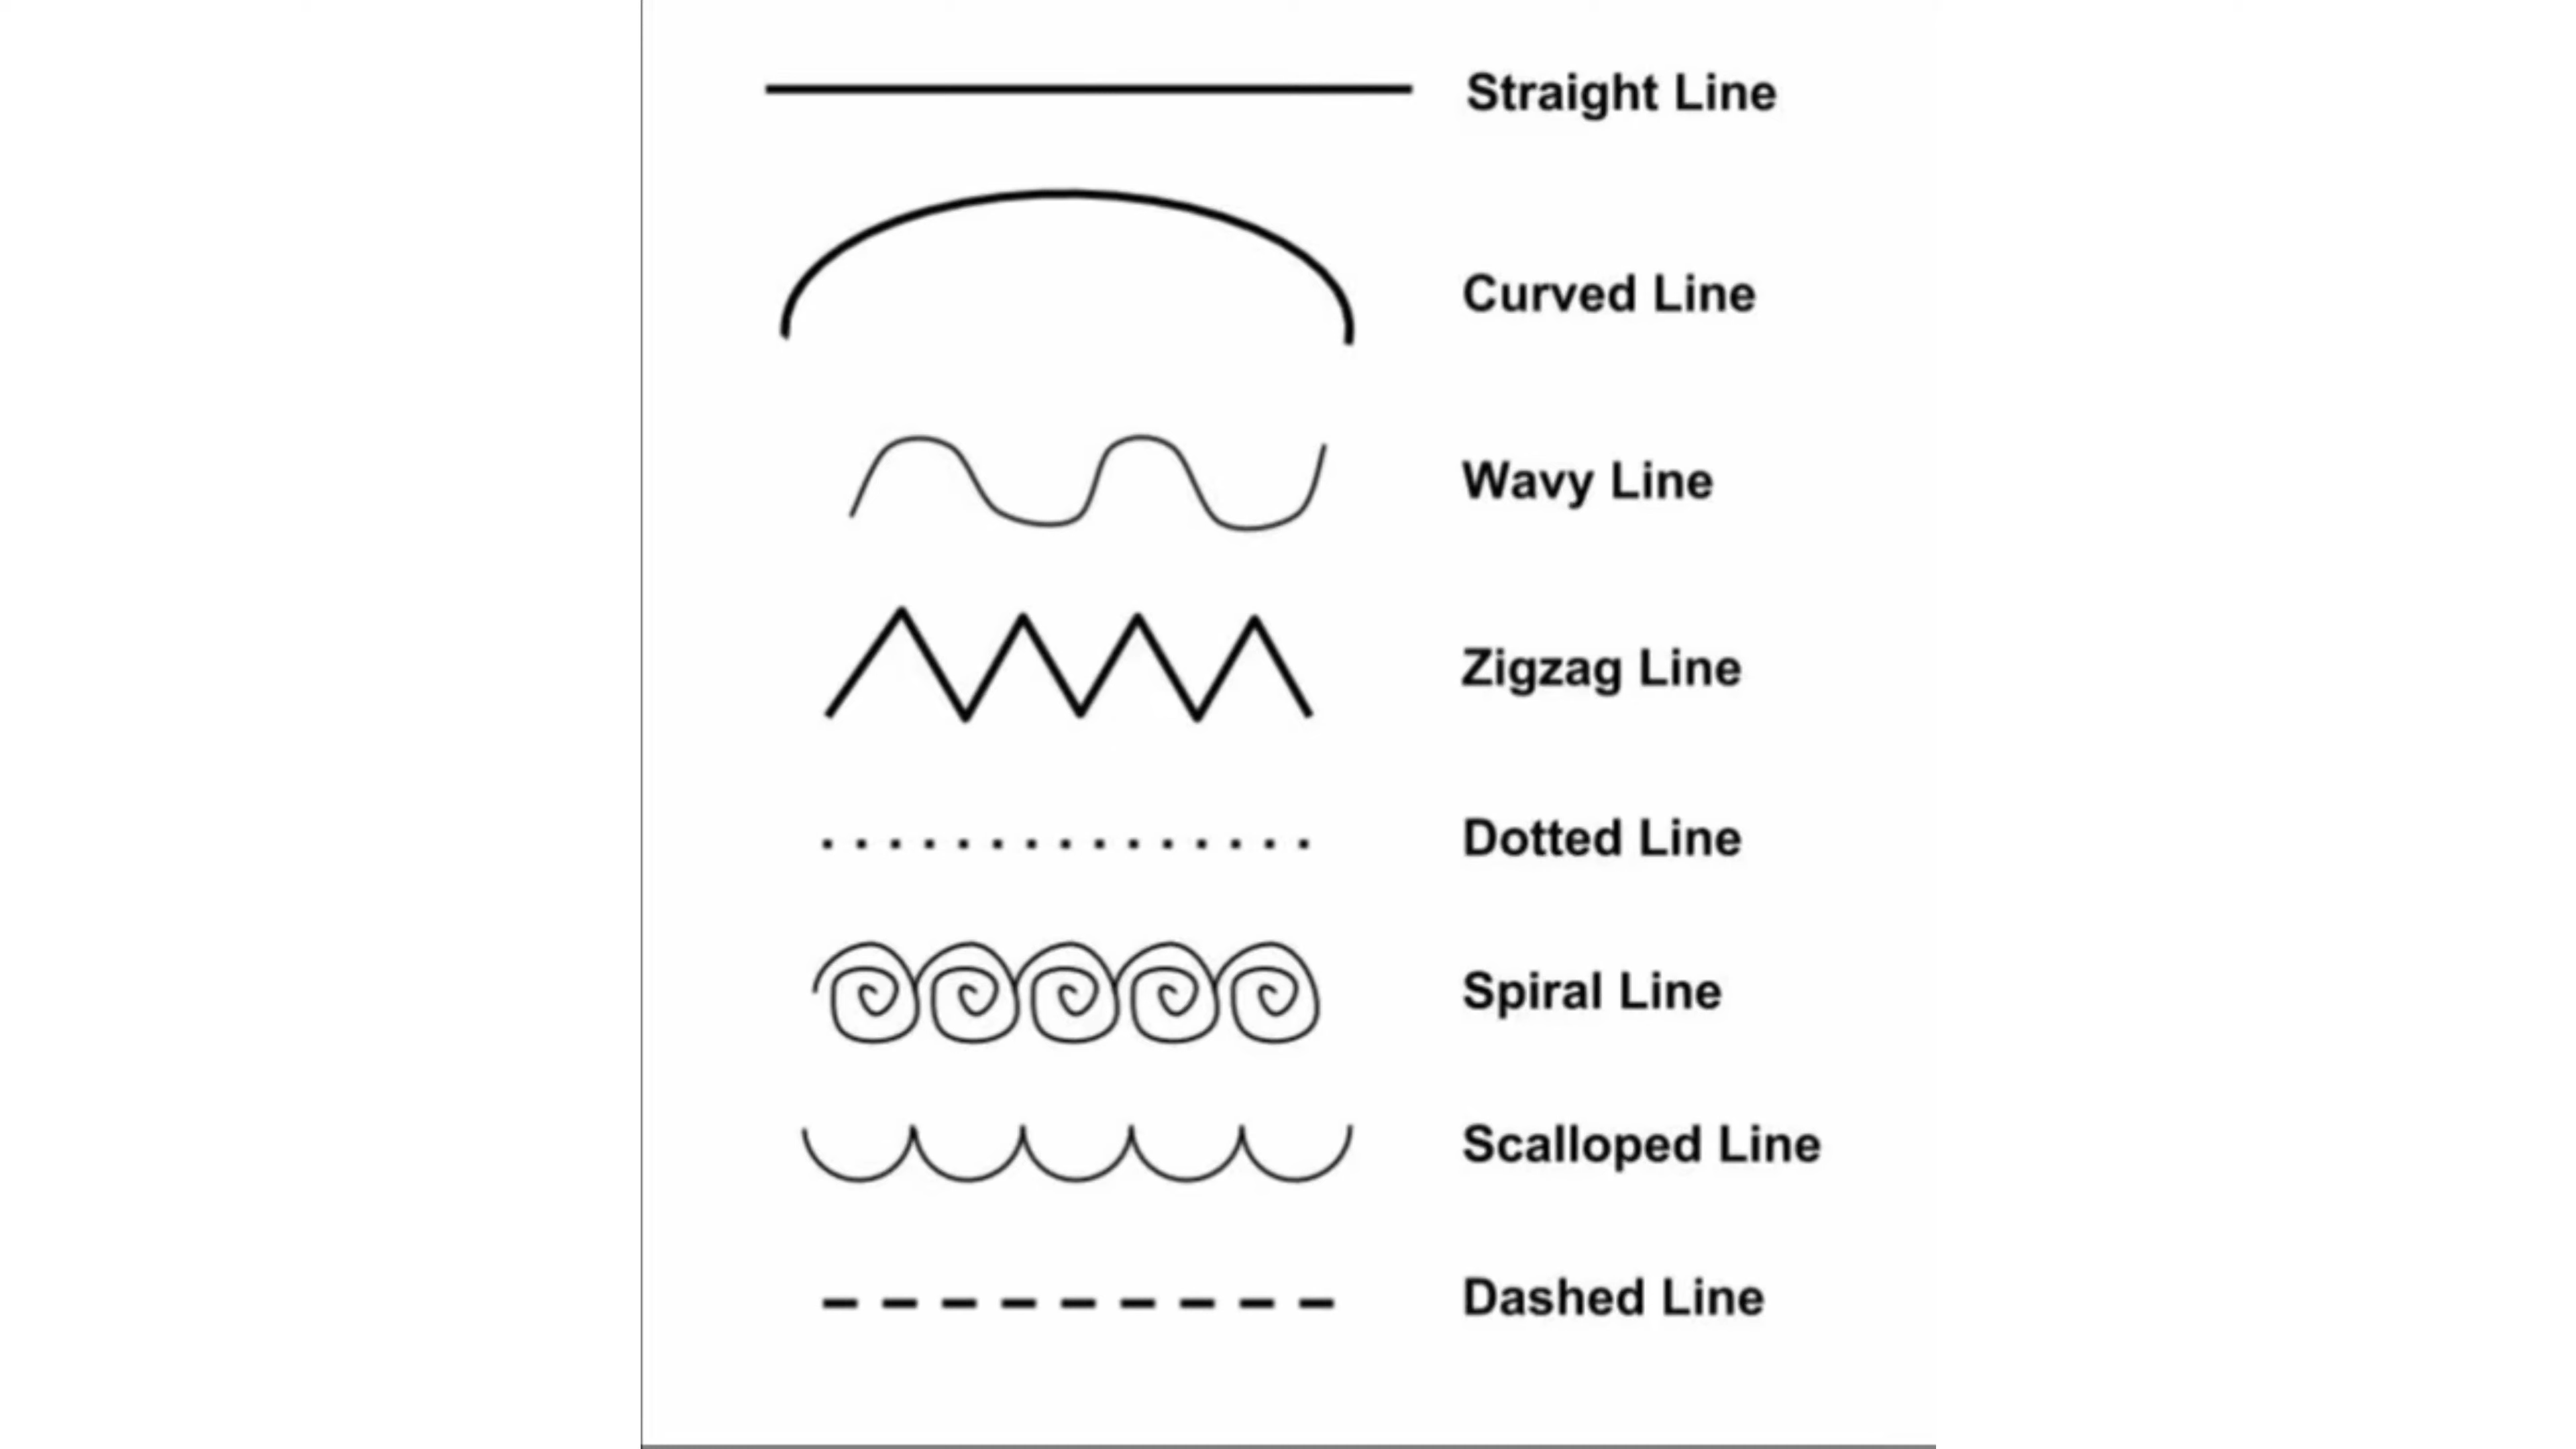 Straight Line
Curved Line
Wavy Line
Zigzag Line
Dotted Line
Spiral Line
Scalloped Line
Dashed Line